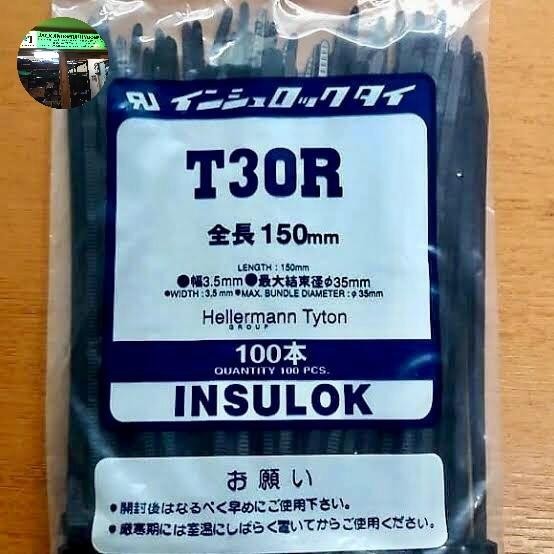 インシュロックタイ
T30R
全長150mm
LENGTH : 150mm
●幅3.5mm●最大結束径φ35mm
●WIDTH : 3.5 mm●MAX. BUNDLE DIAMETER : φ35mm
Hellermann Tyton
GROUP
100本
QUANTITY 100 PCS.
INSULOK
お願い
●開封後はなるべく早めにご使用下さい。
●厳寒期には室温にしばらく置いてからご使用ください。